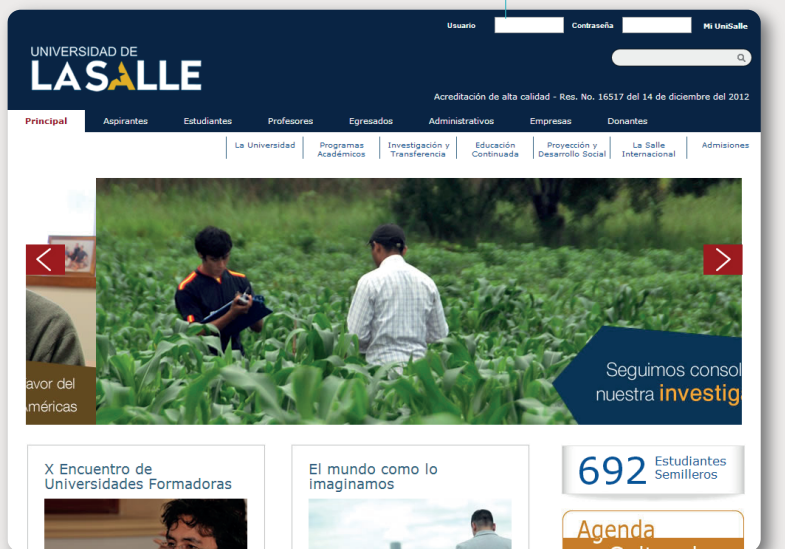 Usuario
Contraseña
Mi UniSalle
UNIVERSIDAD DE
LASALLE
Acreditación de alta calidad - Res. No. 16517 del 14 de diciembre del 2012
Principal
Aspirantes
Estudiantes
Profesores
Egresados
Administrativos
Empresas
Donantes
La Universidad
Programas
Académicos
Investigación y
Transferencia
Educación
Continuada
Proyección y
Desarrollo Social
La Salle
Internacional
Admisiones
avor del
Américas
Seguimos consol
nuestra investig
X Encuentro de
Universidades Formadoras
El mundo como lo
imaginamos
692 Estudiantes
Semilleros
Agenda